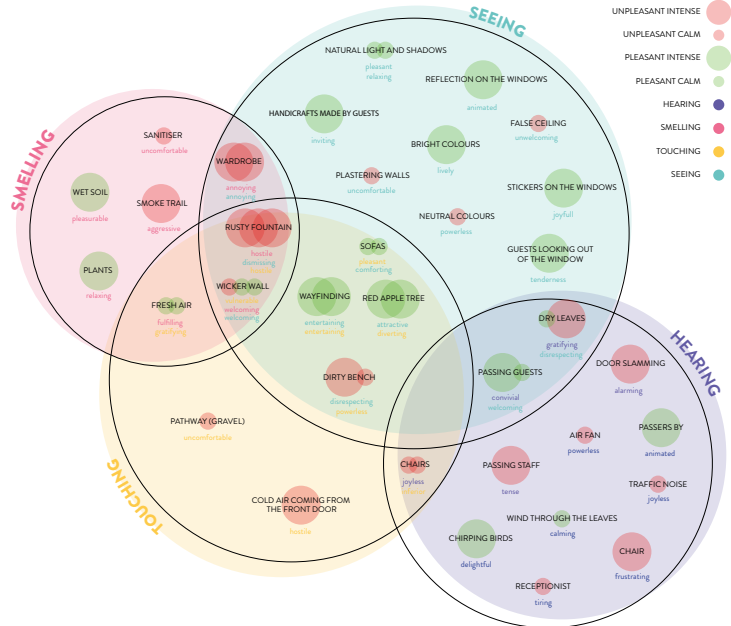 UNPLEASANT INTENSE
UNPLEASANT CALM
PLEASANT INTENSE
PLEASANT CALM
HEARING
SMELLING
TOUCHING
SEEING
SEEING
NATURAL LIGHT AND SHADOWS
pleasant
relaxing
REFLECTION ON THE WINDOWS
animated
HANDICRAFTS MADE BY GUESTS
inviting
FALSE CEILING
unwelcoming
BRIGHT COLOURS
lively
PLASTERING WALLS
uncomfortable
STICKERS ON THE WINDOWS
joyfull
NEUTRAL COLOURS
powerless
GUESTS LOOKING OUT
OF THE WINDOW
tenderness
SMELLING
SANITISER
uncomfortable
WARDROBE
annoying
annoying
WET SOIL
pleasurable
SMOKE TRAIL
aggressive
RUSTY FOUNTAIN
hostile
dismissing
PLANTS
relaxing
WICKER WALL
welcoming
welcoming
FRESH AIR
fulfilling
gratifying
SOFAS
pleasant
comforting
WAYFINDING
entertaining
entertaining
RED APPLE TREE
attractive
diverting
DIRTY BENCH
disrespecting
powerless
DRY LEAVES
gratifying
disrespecting
PASSING GUESTS
convivial
welcoming
HEARING
DOOR SLAMMING
alarming
PATHWAY (GRAVEL)
uncomfortable
AIR FAN
powerless
PASSERS BY
animated
CHAIRS
joyless
PASSING STAFF
tense
TRAFFIC NOISE
joyless
TOUCHING
COLD AIR COMING FROM
THE FRONT DOOR
hostile
WIND THROUGH THE LEAVES
calming
CHIRPING BIRDS
delightful
CHAIR
frustrating
RECEPTIONIST
tiring